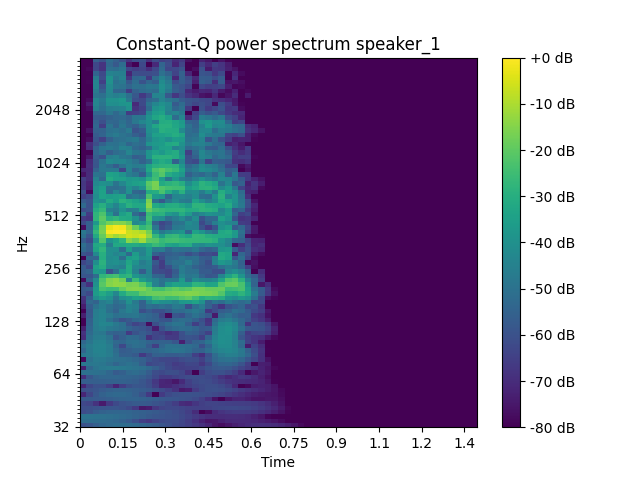 Constant-Q power spectrum speaker_1
Hz
2048
1024
512
256
128
64
32
0 0.15 0.3 0.45 0.6 0.75 0.9 1.1 1.2 1.4
Time
+0 dB
-10 dB
-20 dB
-30 dB
-40 dB
-50 dB
-60 dB
-70 dB
-80 dB